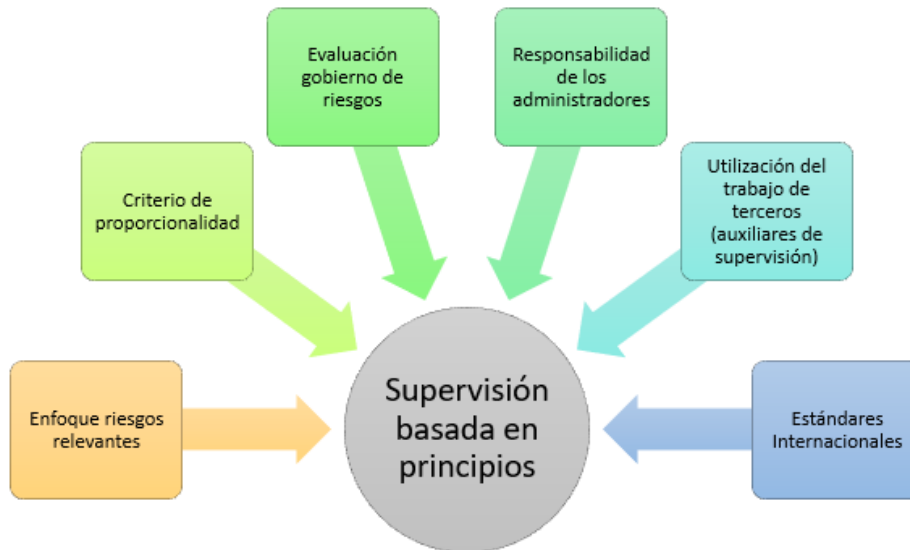 Evaluación
gobierno de
riesgos
Responsabilidad
de los
administradores
Criterio de
proporcionalidad
Utilización del
trabajo de
terceros
(auxiliares de
supervisión)
Enfoque riesgos
relevantes
Supervisión
basada en
principios
Estándares
Internacionales